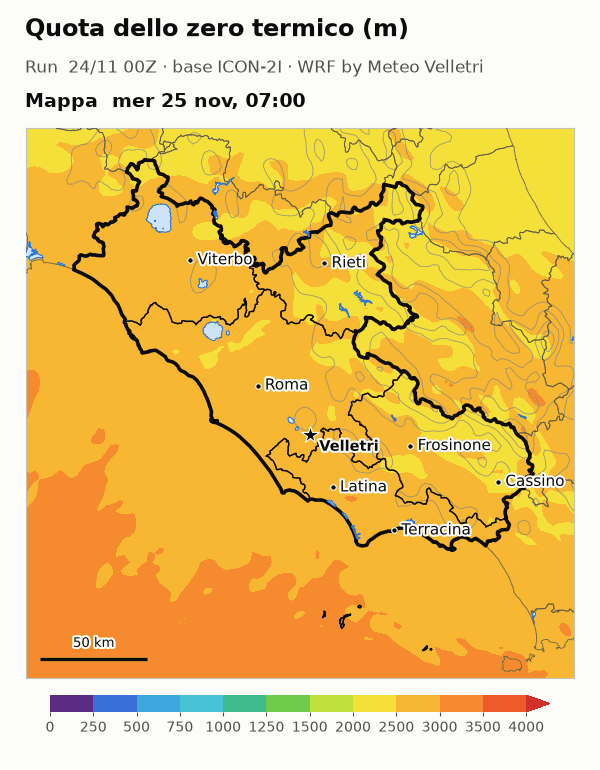 Quota dello zero termico (m)
Run  24/11 00Z · base ICON-2I · WRF by Meteo Velletri
Mappa  mer 25 nov, 07:00
Viterbo
Rieti
Roma
Velletri
Frosinone
Cassino
Latina
Terracina
50 km
0 250 500 750 1000 1250 1500 2000 2500 3000 3500 4000